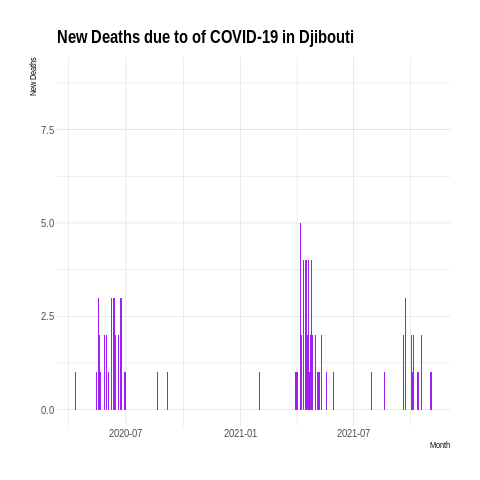 New Deaths due to of COVID-19 in Djibouti
New Deaths
7.5
5.0
2.5
0.0
2020-07 2021-01 2021-07
Month